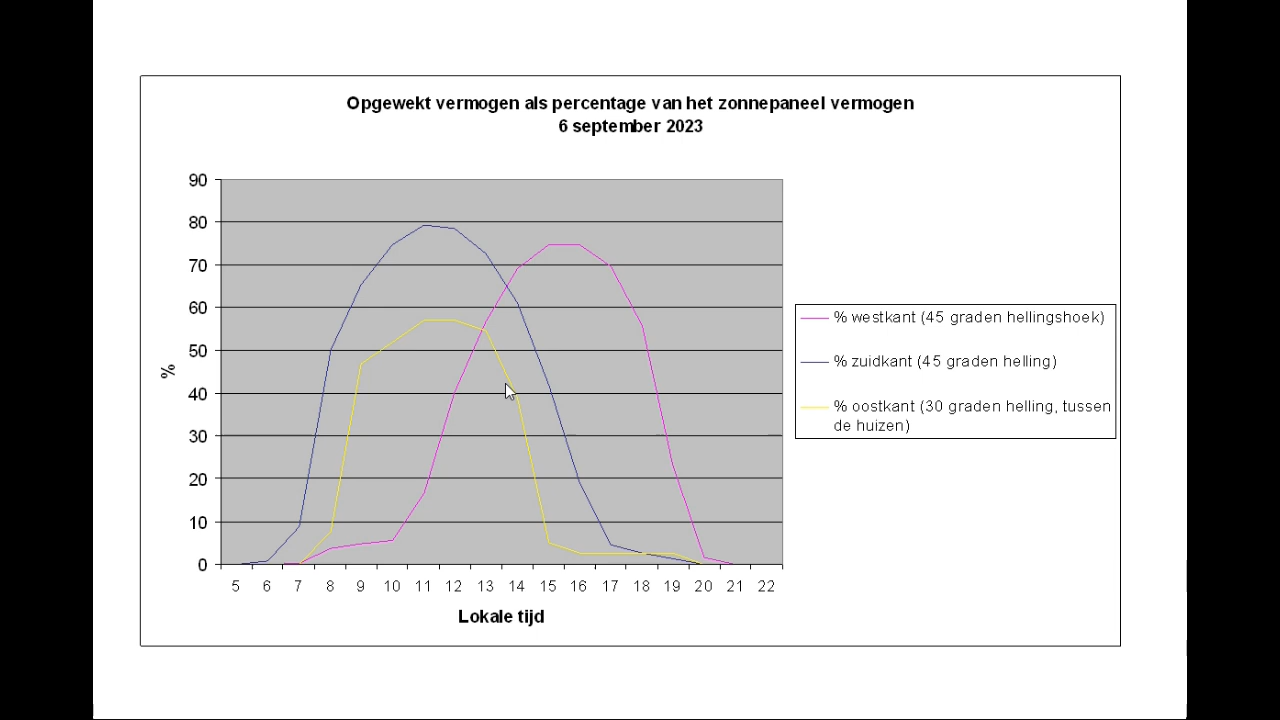 Opgewekt vermogen als percentage van het zonnepaneel vermogen
6 september 2023
90
80
70
60
50
40
30
20
10
0
%
5 6 7 8 9 10 11 12 13 14 15 16 17 18 19 20 21 22
Lokale tijd
% westkant (45 graden hellingshoek)
% zuidkant (45 graden helling)
% oostkant (30 graden helling, tussen
de huizen)